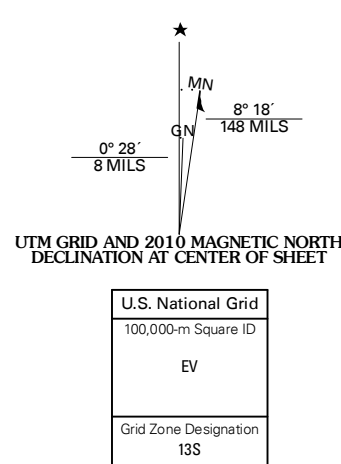 ★
MN
8° 18´
148 MILS
GN
0° 28´
8 MILS
UTM GRID AND 2010 MAGNETIC NORTH
DECLINATION AT CENTER OF SHEET
U.S. National Grid
100,000-m Square ID
EV
Grid Zone Designation
13S